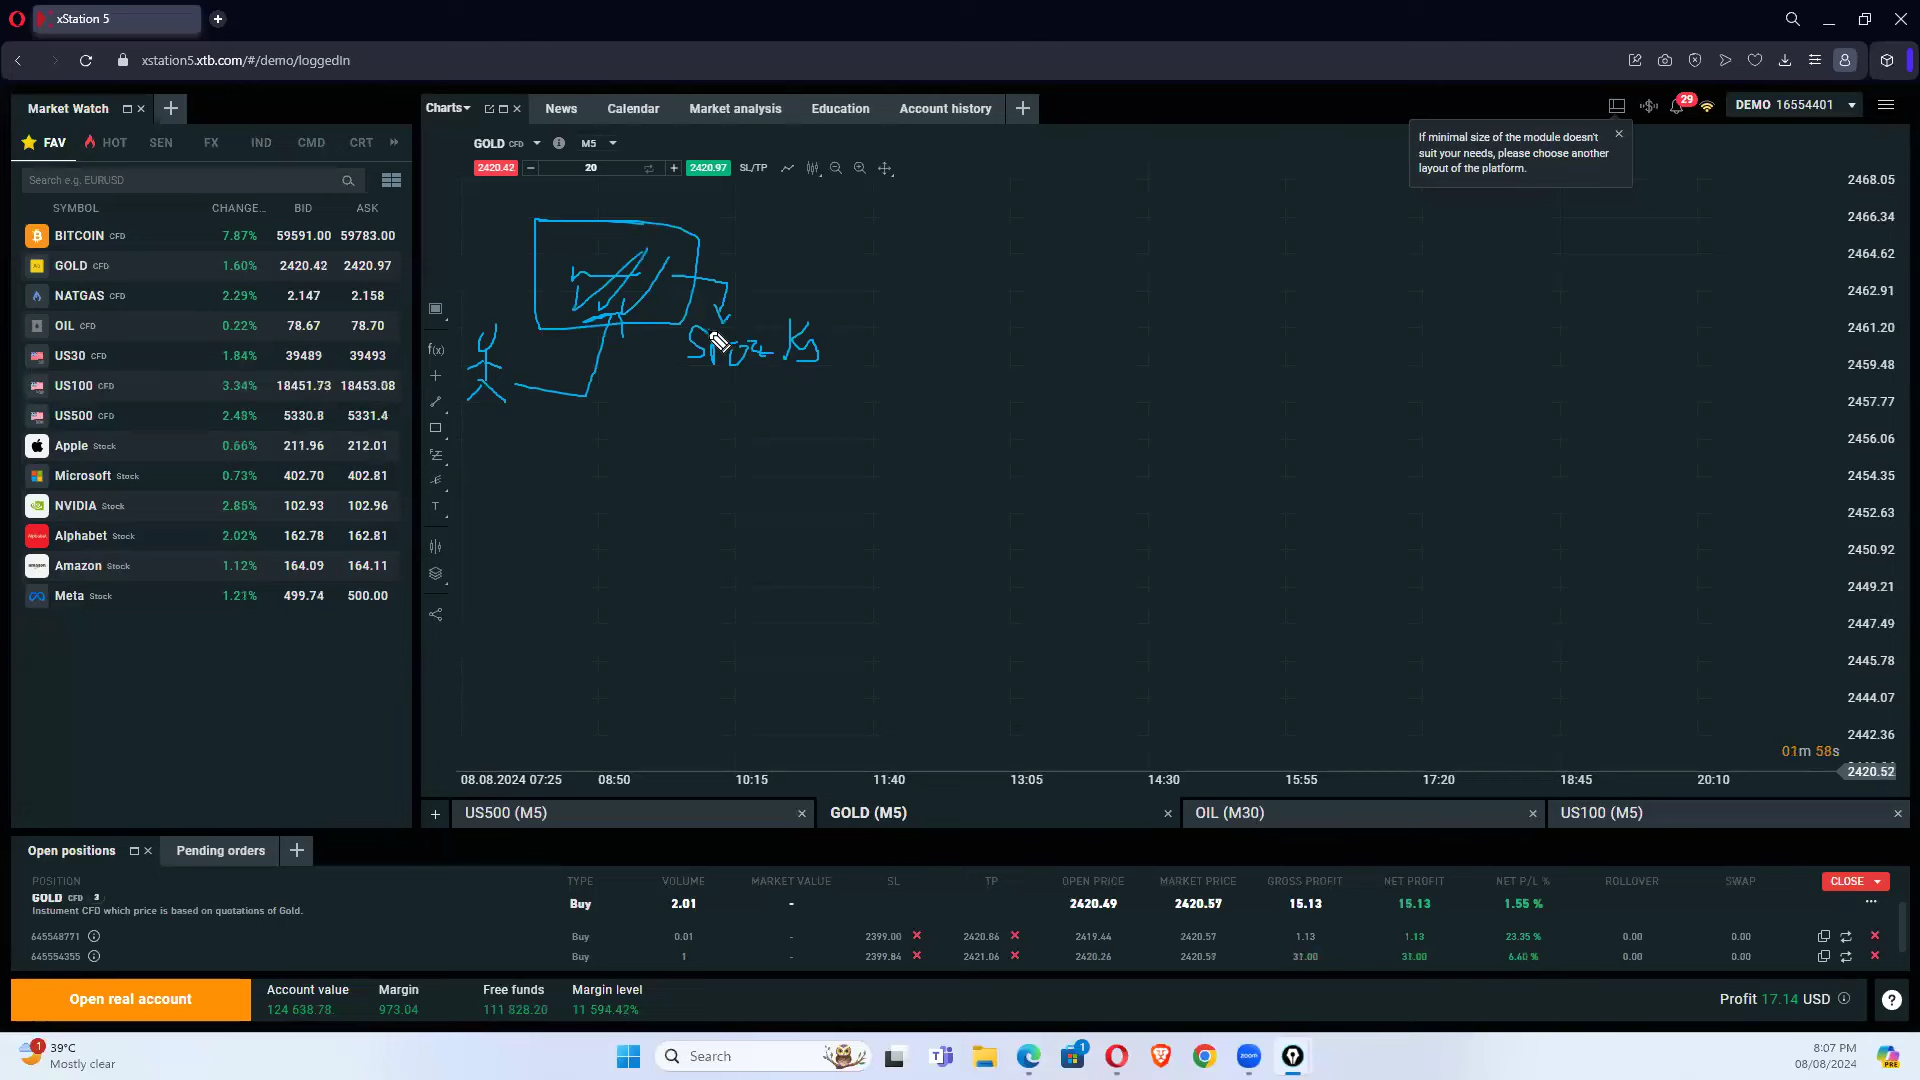 xStation 5
xstation5.xtb.com/#/demo/loggedIn
Market Watch
Charts News Calendar Market analysis Education Account history
29 DEMO 16554401
FAV HOT SEN FX IND CMD CRT
GOLD CFD M5
If minimal size of the module doesn't
suit your needs, please choose another
layout of the platform.
2420.42 20 2420.97 SL/TP
Search e.g. EURUSD
SYMBOL CHANGE... BID ASK
BITCOIN CFD 7.87% 59591.00 59783.00
GOLD CFD 1.60% 2420.42 2420.97
NATGAS CFD 2.29% 2.147 2.158
OIL CFD 0.22% 78.67 78.70
US30 CFD 1.84% 39489 39493
US100 CFD 3.34% 18451.73 18453.08
US500 CFD 2.48% 5330.8 5331.4
Apple Stock 0.66% 211.96 212.01
Microsoft Stock 0.73% 402.70 402.81
NVIDIA Stock 2.85% 102.93 102.96
Alphabet Stock 2.02% 162.78 162.81
Amazon Stock 1.12% 164.09 164.11
Meta Stock 1.21% 499.74 500.00
f(x)
T
2468.05
2466.34
2464.62
2462.91
2461.20
2459.48
2457.77
2456.06
2454.35
2452.63
2450.92
2449.21
2447.49
2445.78
2444.07
2442.36
01m 58s
2420.52
08.08.2024 07:25 08:50 10:15 11:40 13:05 14:30 15:55 17:20 18:45 20:10
US500 (M5) GOLD (M5) OIL (M30) US100 (M5)
Open positions Pending orders
POSITION TYPE VOLUME MARKET VALUE SL TP OPEN PRICE MARKET PRICE GROSS PROFIT NET PROFIT NET P/L % ROLLOVER SWAP CLOSE
GOLD CFD 3 Buy 2.01 - 2420.49 2420.57 15.13 15.13 1.55 %
Instument CFD which price is based on quotations of Gold.
645548771 Buy 0.01 - 2399.00 2420.86 2419.44 2420.57 1.13 1.13 23.35 % 0.00 0.00
645554355 Buy 1 - 2399.84 2421.06 2420.26 2420.57 31.00 31.00 6.40 % 0.00 0.00
Open real account
Account value Margin Free funds Margin level
124 638.78 973.04 111 828.20 11 594.42%
Profit 17.14 USD
1 39°C
Mostly clear
Search
zoom
1
PRE
8:07 PM
08/08/2024